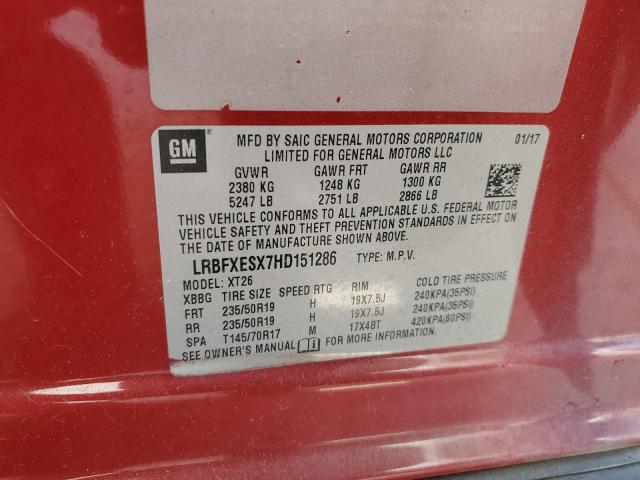 GM
MFD BY SAIC GENERAL MOTORS CORPORATION 01/17
LIMITED FOR GENERAL MOTORS LLC
GVWR GAWR FRT GAWR RR
2380 KG 1248 KG 1300 KG
5247 LB 2751 LB 2866 LB
THIS VEHICLE CONFORMS TO ALL APPLICABLE U.S. FEDERAL MOTOR
VEHICLE SAFETY AND THEFT PREVENTION STANDARDS IN EFFECT ON
THE DATE OF MANUFACTURE SHOWN ABOVE.
LRBFXESX7HD151286 TYPE: M.P.V.
MODEL: XT26
XBBG TIRE SIZE SPEED RTG RIM COLD TIRE PRESSURE
FRT 235/50R19 H 19X7.5J 240KPA(35PSI)
RR 235/50R19 H 19X7.5J 240KPA(35PSI)
SPA T145/70R17 M 17X4BT 420KPA(60PSI)
SEE OWNER'S MANUAL